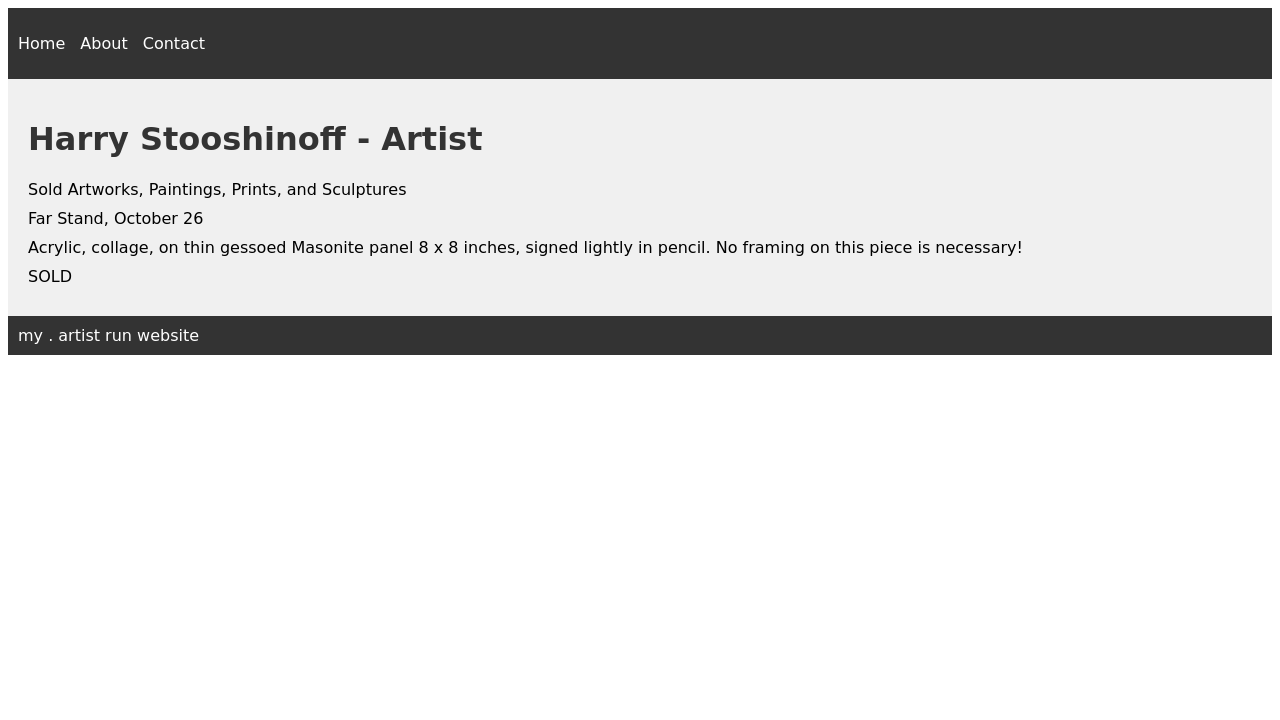 Home About Contact
Harry Stooshinoff - Artist
Sold Artworks, Paintings, Prints, and Sculptures
Far Stand, October 26
Acrylic, collage, on thin gessoed Masonite panel 8 x 8 inches, signed lightly in pencil. No framing on this piece is necessary!
SOLD
my . artist run website